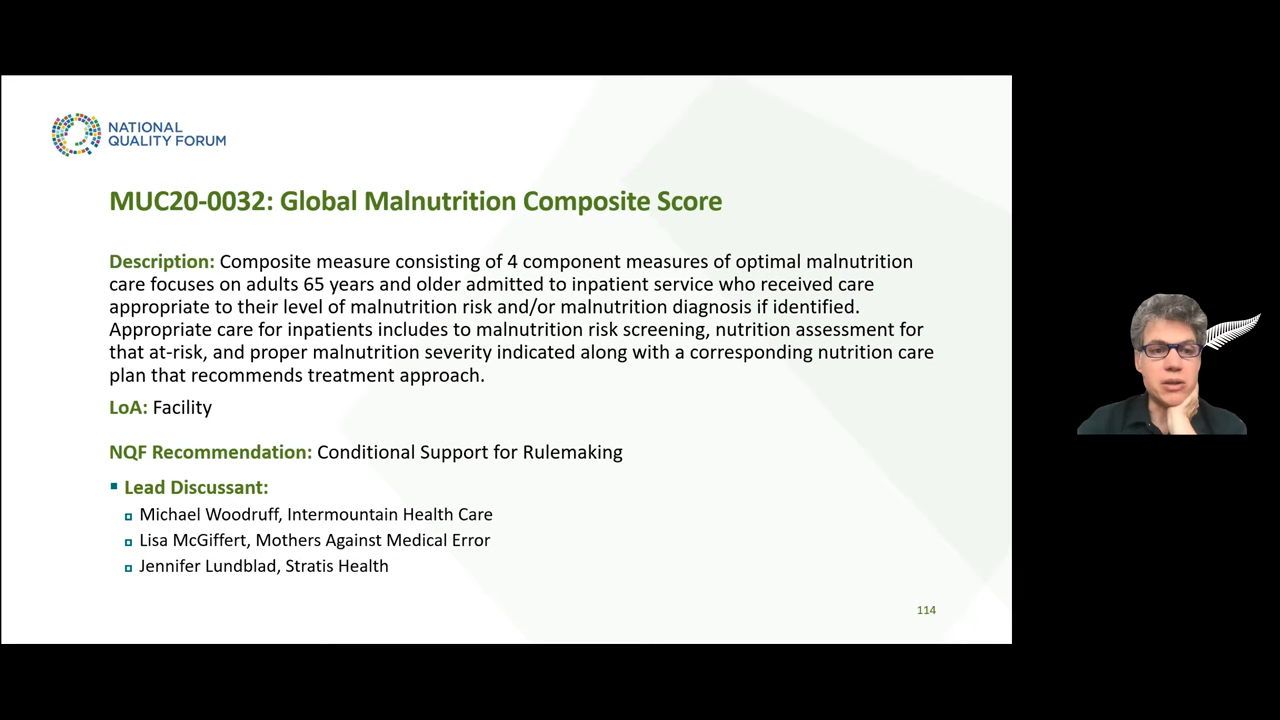 NATIONAL
QUALITY FORUM
MUC20-0032: Global Malnutrition Composite Score
Description: Composite measure consisting of 4 component measures of optimal malnutrition
care focuses on adults 65 years and older admitted to inpatient service who received care
appropriate to their level of malnutrition risk and/or malnutrition diagnosis if identified.
Appropriate care for inpatients includes to malnutrition risk screening, nutrition assessment for
that at-risk, and proper malnutrition severity indicated along with a corresponding nutrition care
plan that recommends treatment approach.
LoA: Facility
NQF Recommendation: Conditional Support for Rulemaking
Lead Discussant:
Michael Woodruff, Intermountain Health Care
Lisa McGiffert, Mothers Against Medical Error
Jennifer Lundblad, Stratis Health
114